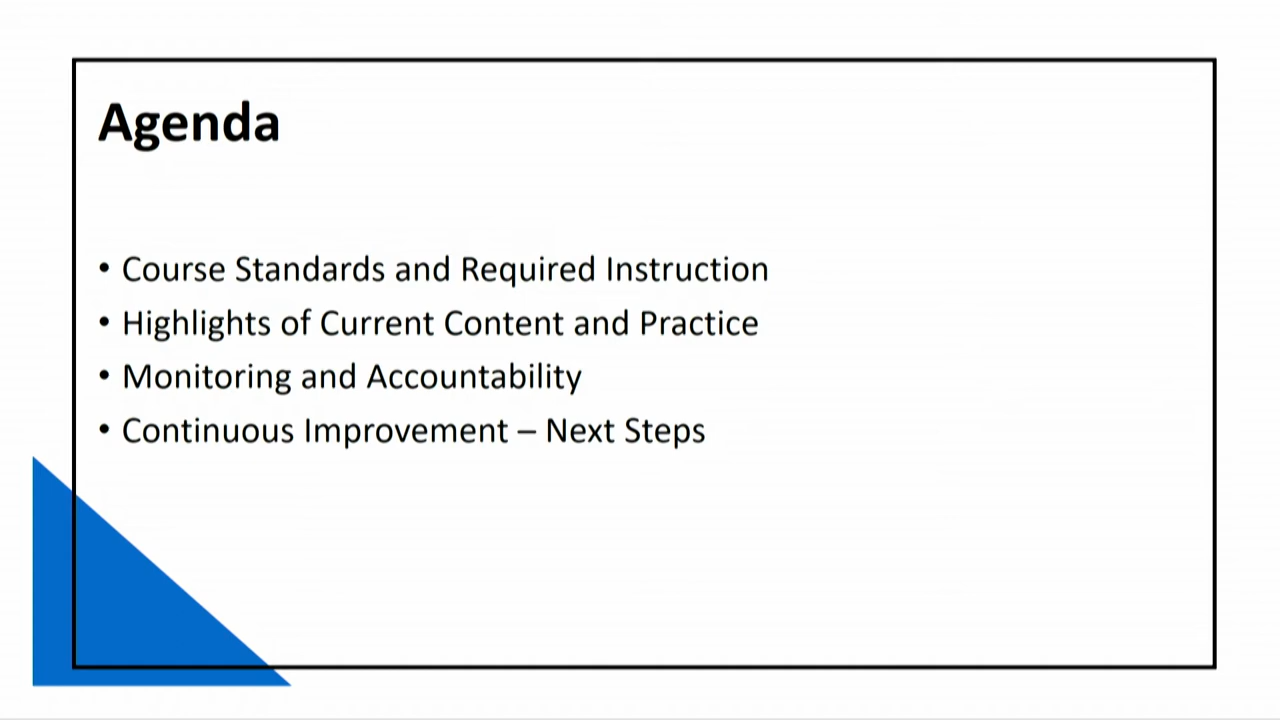 Agenda
• Course Standards and Required Instruction
• Highlights of Current Content and Practice
• Monitoring and Accountability
• Continuous Improvement – Next Steps